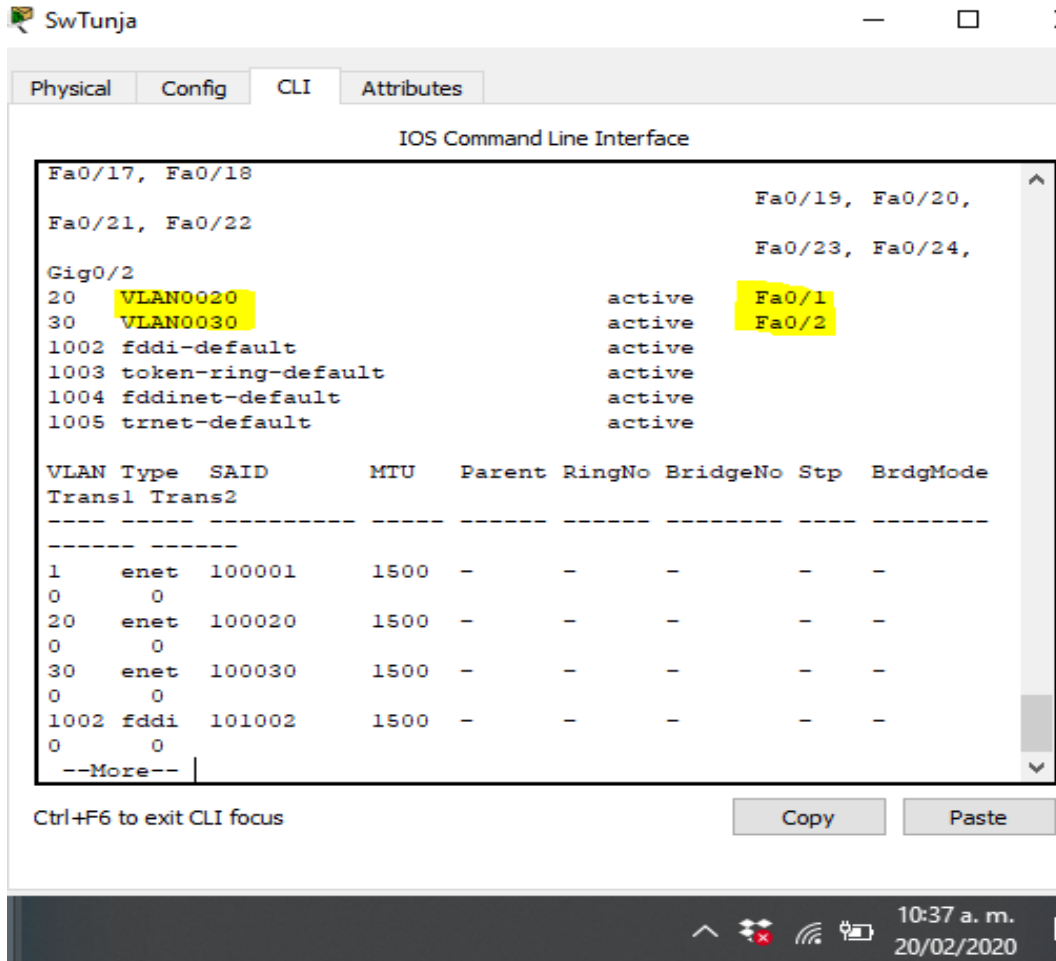 SwTunja
Physical Config CLI Attributes
IOS Command Line Interface
Fa0/17, Fa0/18
Fa0/19, Fa0/20,
Fa0/21, Fa0/22
Fa0/23, Fa0/24,
Gig0/2
20 VLAN0020 active Fa0/1
30 VLAN0030 active Fa0/2
1002 fddi-default active
1003 token-ring-default active
1004 fddinet-default active
1005 trnet-default active
VLAN Type SAID MTU Parent RingNo BridgeNo Stp BrdgMode
Trans1 Trans2
---- ----- ---------- ----- ------ ------ -------- ---- --------
------ ------
1 enet 100001 1500 - - - - -
0 0
20 enet 100020 1500 - - - - -
0 0
30 enet 100030 1500 - - - - -
0 0
1002 fddi 101002 1500 - - - - -
0 0
--More--
Ctrl+F6 to exit CLI focus
Copy Paste
10:37 a. m.
20/02/2020